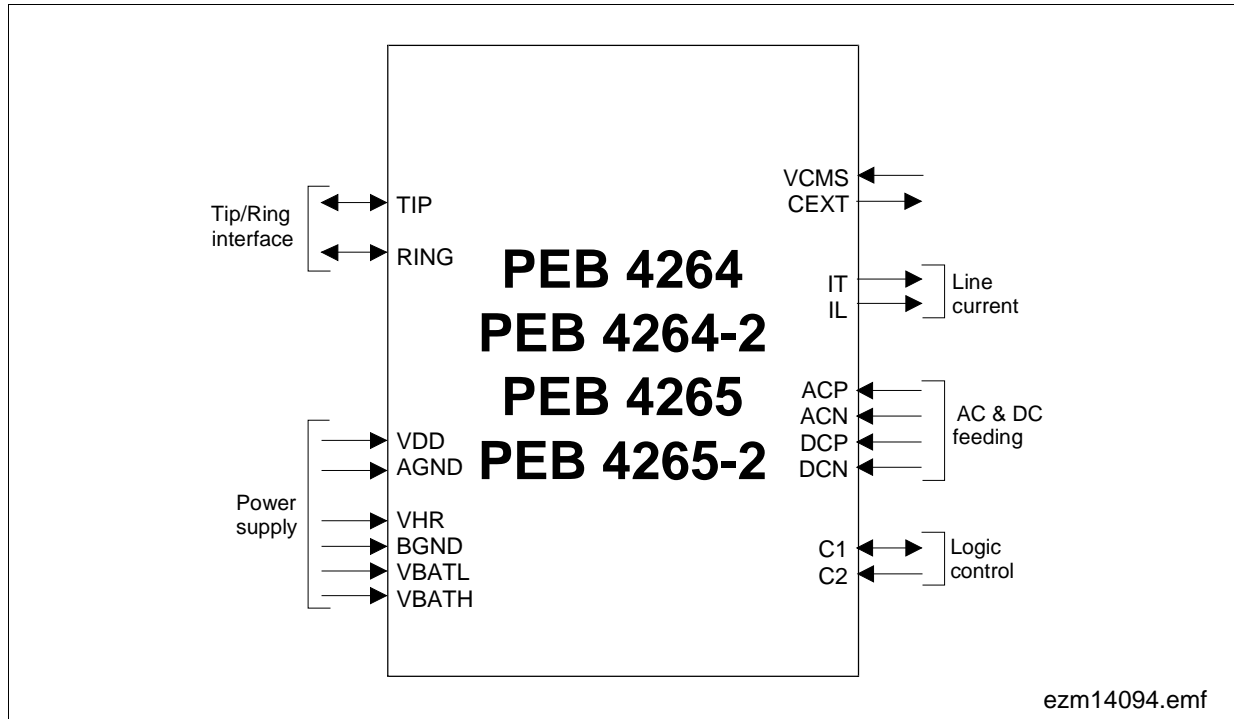 Tip/Ring
interface
TIP
RING
Power
supply
VDD
AGND
VHR
BGND
VBATL
VBATH
PEB 4264
PEB 4264-2
PEB 4265
PEB 4265-2
VCMS
CEXT
IT
IL
Line
current
ACP
ACN
DCP
DCN
AC & DC
feeding
C1
C2
Logic
control
ezm14094.emf